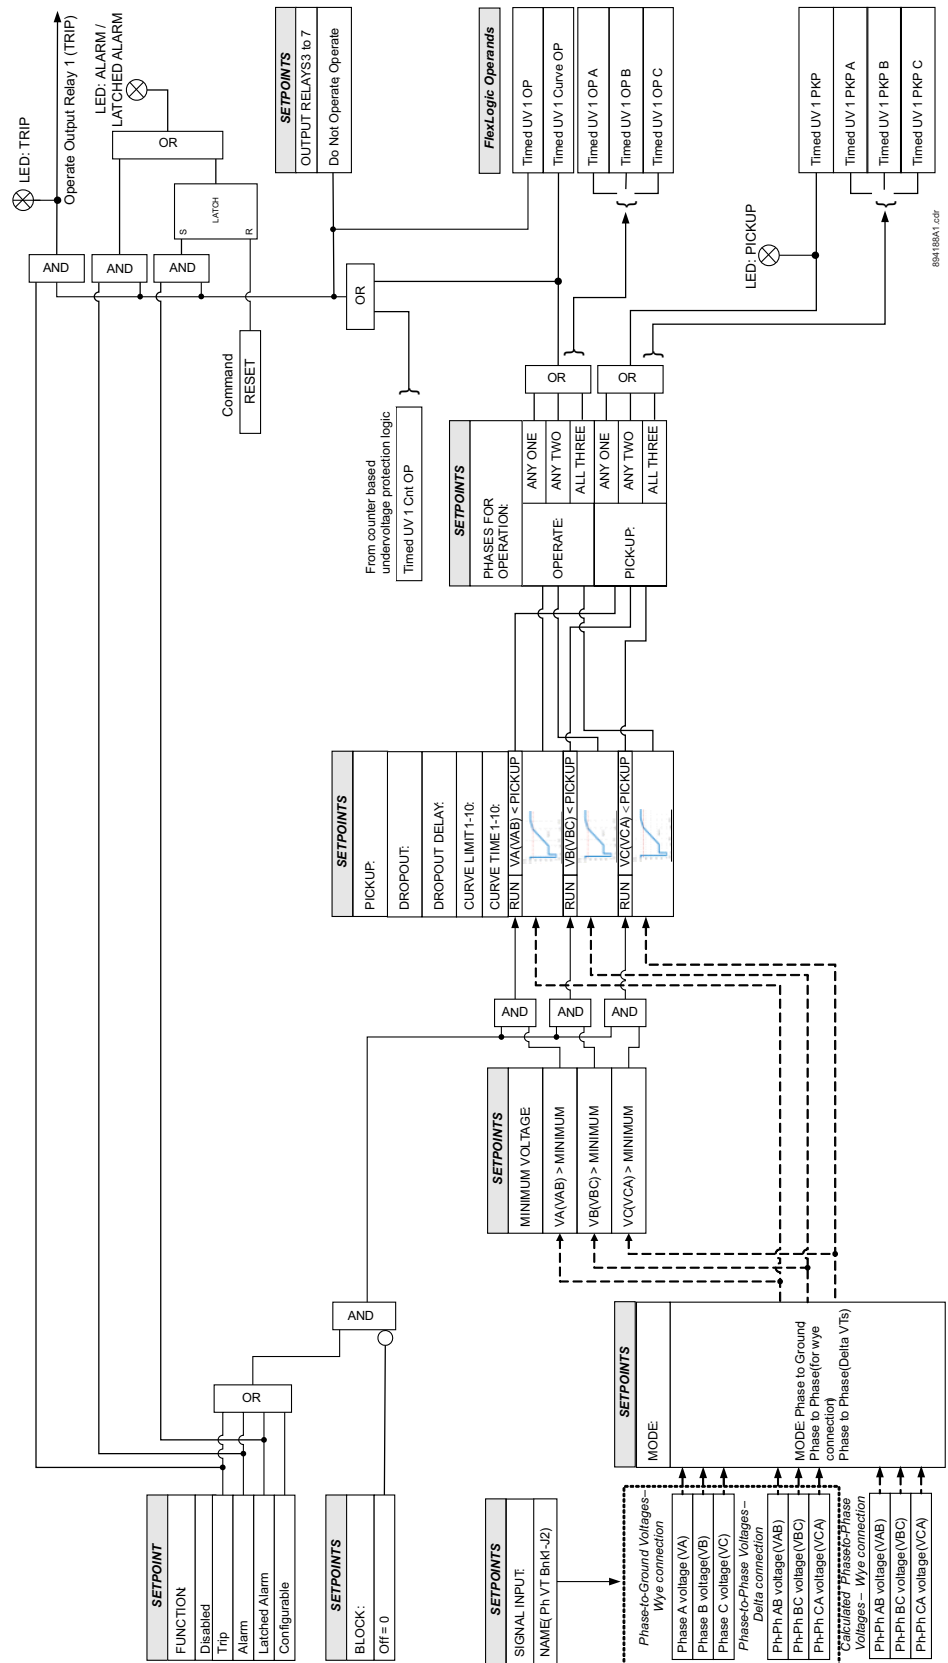 SETPOINT
FUNCTION:
Disabled
Trip
Alarm
Latched Alarm
Configurable
SETPOINTS
BLOCK:
Off = 0
SETPOINTS
SIGNAL INPUT:
NAME( Ph VT Bnk1-J2)
Phase-to-Ground Voltages –
Wye connection
Phase A voltage (VA)
Phase B voltage (VB)
Phase C voltage (VC)
Phase-to-Phase Voltages –
Delta connection
Ph-Ph AB voltage(VAB)
Ph-Ph BC voltage(VBC)
Ph-Ph CA voltage(VCA)
Calculated Phaseto-Phase
Voltages – Wye connection
Ph-Ph AB voltage(VAB)
Ph-Ph BC voltage(VBC)
Ph-Ph CA voltage(VCA)
OR
AND
SETPOINTS
MODE:
MODE: Phase to Ground
Phase to Phase(for wye
connection)
Phase to Phase(Delta VTs)
SETPOINTS
MINIMUM VOLTAGE
VA(VAB) > MINIMUM
VB(VBC) > MINIMUM
VC(VCA) > MINIMUM
AND
AND
AND
SETPOINTS
PICKUP:
DROPOUT:
DROPOUT DELAY:
CURVE LIMIT 1-10:
CURVE TIME 1-10:
RUN VA(VAB) < PICKUP
RUN VB(VBC) < PICKUP
RUN VC(VCA) < PICKUP
From counter based
undervoltage protection logic
Timed UV 1 Cnt OP
SETPOINTS
PHASES FOR
OPERATION:
OPERATE:
ANY ONE
ANY TWO
ALL THREE
PICK-UP:
ANY ONE
ANY TWO
ALL THREE
OR
OR
Command
RESET
OR
AND
AND
AND
S
R
LATCH
OR
LED: TRIP
Operate Output Relay 1 (TRIP)
LED: ALARM /
LATCHED ALARM
SETPOINTS
OUTPUT RELAYS 3 to 7
Do Not Operate, Operate
FlexLogic Operands
Timed UV 1 OP
Timed UV 1 Curve OP
Timed UV 1 OP A
Timed UV 1 OP B
Timed UV 1 OP C
LED: PICKUP
Timed UV 1 PKP
Timed UV 1 PKP A
Timed UV 1 PKP B
Timed UV 1 PKP C
894188A1.cdr